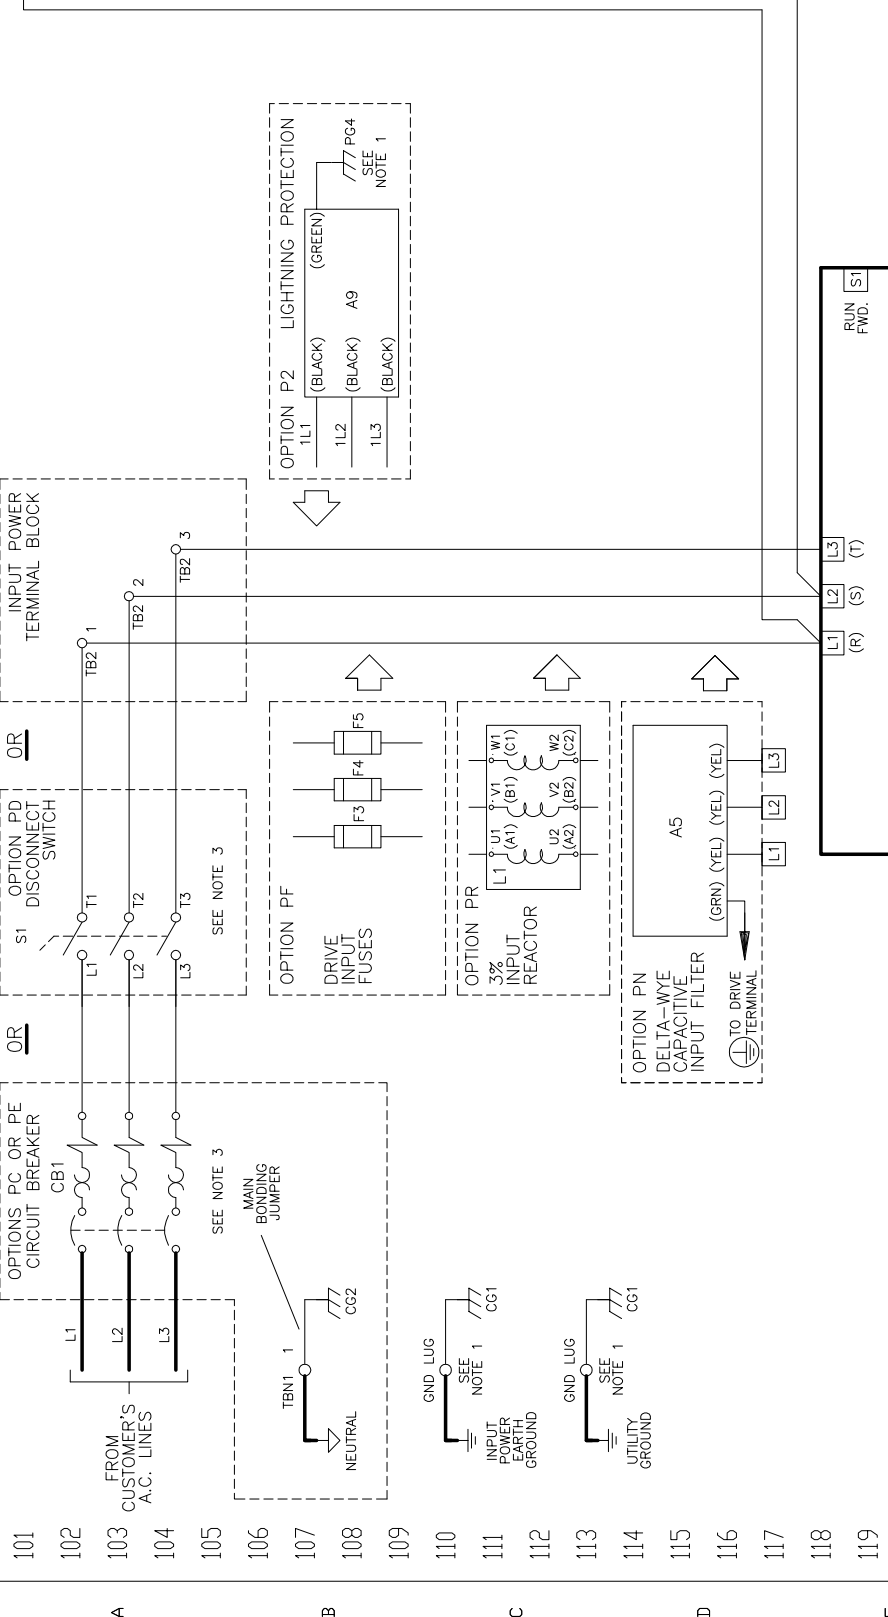 101
102
103
104
105
106
107
108
109
110
111
112
113
114
115
116
117
118
119
A
B
C
D
FROM
CUSTOMER'S
A.C. LINES
L1
L2
L3
OPTIONS PC OR PE
CIRCUIT BREAKER
CB1
SEE NOTE 3
OR
OPTION PD
DISCONNECT
SWITCH
S1
L1
L2
L3
T1
T2
T3
SEE NOTE 3
OR
INPUT POWER
TERMINAL BLOCK
TB2
1
TB2
2
TB2
3
MAIN
BONDING
JUMPER
TBN1
1
NEUTRAL
CG2
GND LUG
SEE
NOTE 1
CG1
INPUT
POWER
EARTH
GROUND
GND LUG
SEE
NOTE 1
CG1
UTILITY
GROUND
OPTION P2 LIGHTNING PROTECTION
1L1
1L2
1L3
(BLACK)
(BLACK)
(BLACK)
(GREEN)
A9
PG4
SEE
NOTE 1
OPTION PF
DRIVE
INPUT
FUSES
F3
F4
F5
OPTION PR
3%
INPUT
REACTOR
L1
U1
(A1)
V1
(B1)
W1
(C1)
U2
(A2)
V2
(B2)
W2
(C2)
OPTION PN
DELTA-WYE
CAPACITIVE
INPUT FILTER
A5
(GRN) (YEL) (YEL) (YEL)
TO DRIVE
TERMINAL
L1
L2
L3
L1
(R)
L2
(S)
L3
(T)
RUN
FWD.
S1